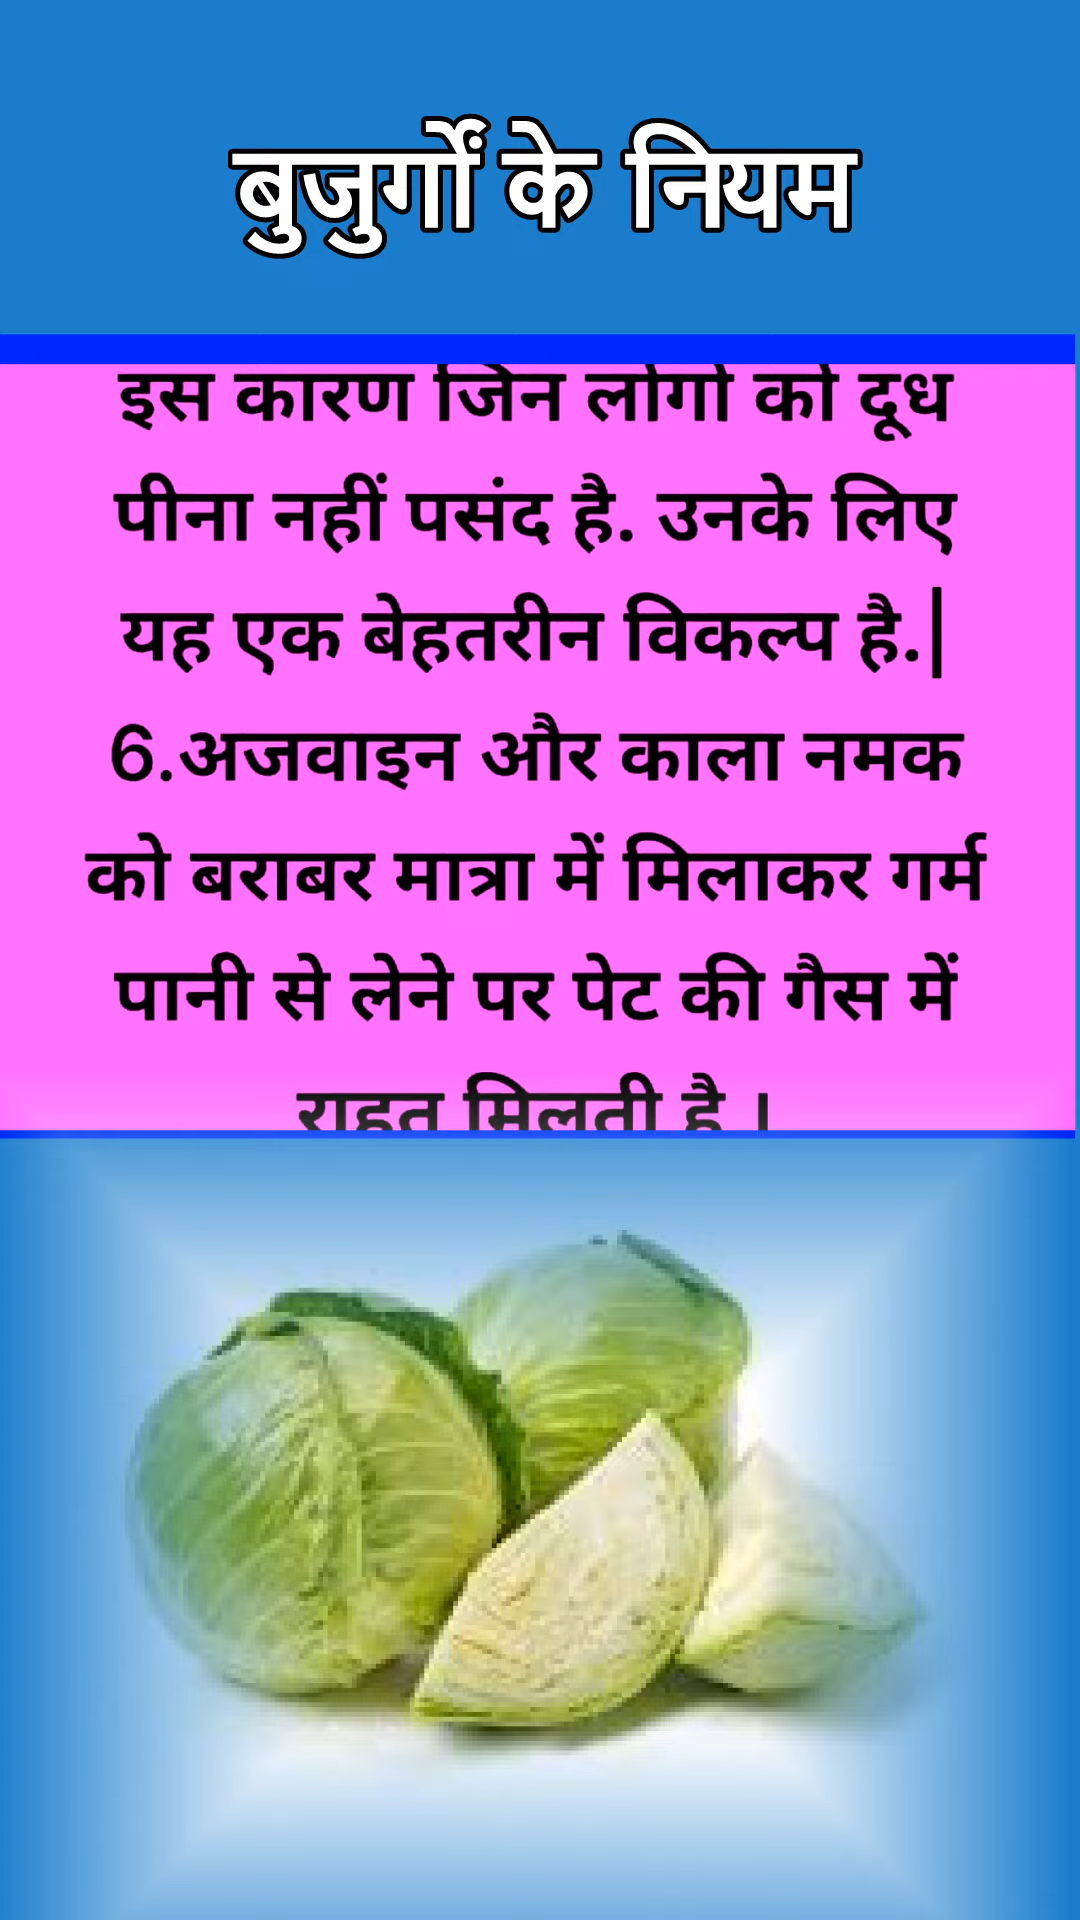 बुजुर्गों के नियम
इस कारण जिन लोगों को दूध
पीना नहीं पसंद है. उनके लिए
यह एक बेहतरीन विकल्प है.|
6.अजवाइन और काला नमक
को बराबर मात्रा में मिलाकर गर्म
पानी से लेने पर पेट की गैस में
राहत मिलती है ।